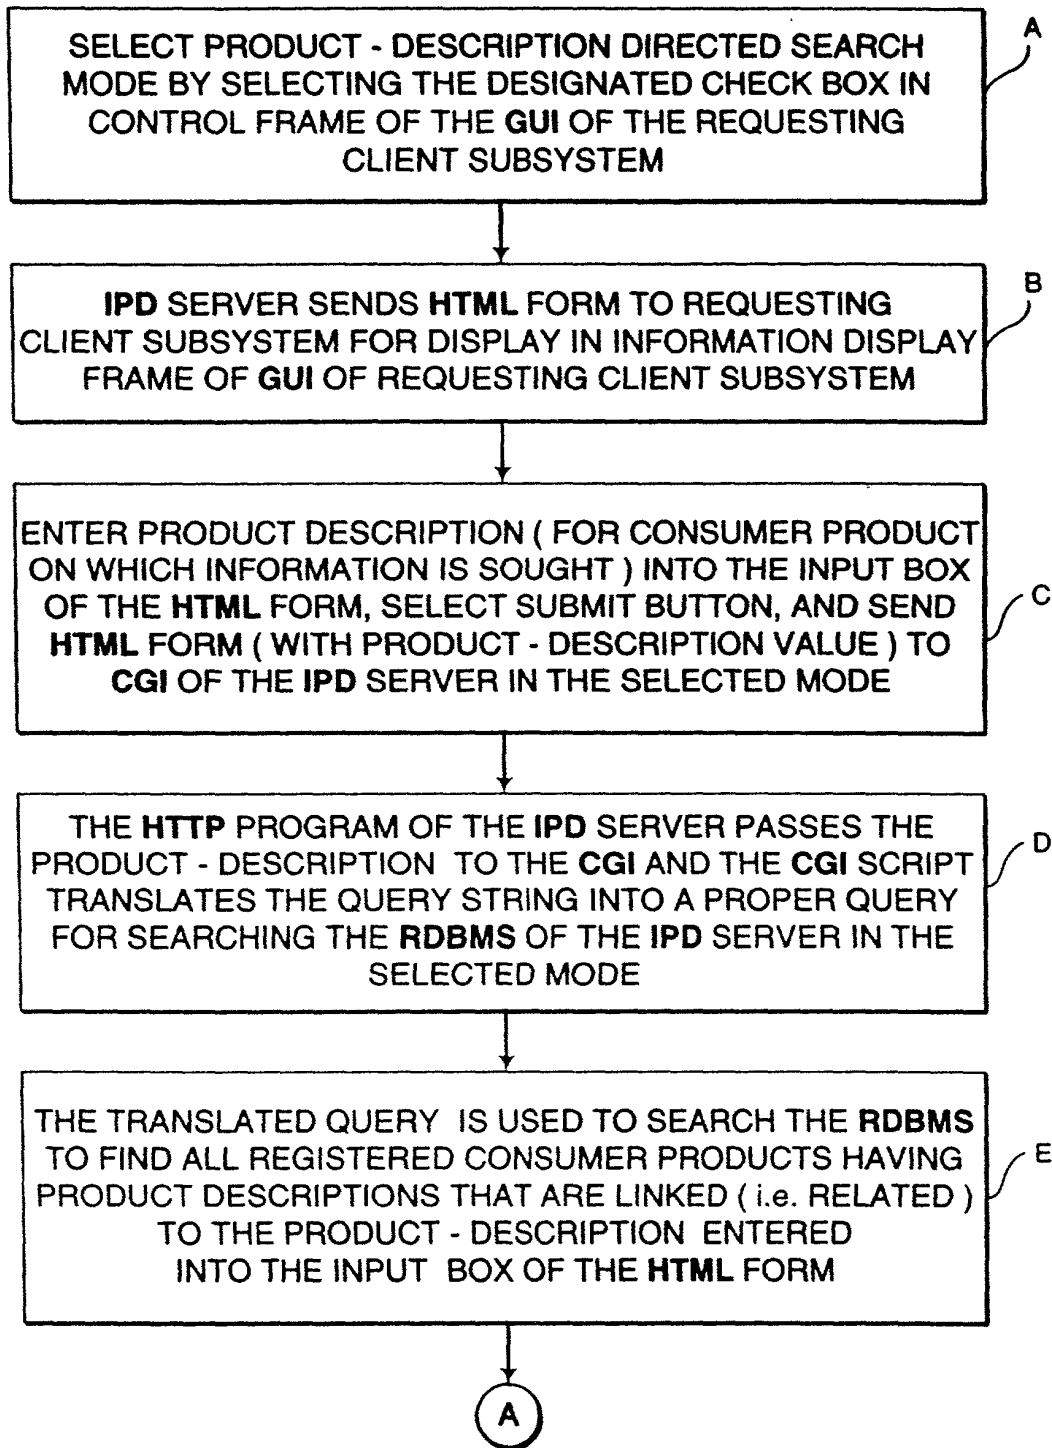 SELECT PRODUCT - DESCRIPTION DIRECTED SEARCH
MODE BY SELECTING THE DESIGNATED CHECK BOX IN
CONTROL FRAME OF THE GUI OF THE REQUESTING
CLIENT SUBSYSTEM
A
IPD SERVER SENDS HTML FORM TO REQUESTING
CLIENT SUBSYSTEM FOR DISPLAY IN INFORMATION DISPLAY
FRAME OF GUI OF REQUESTING CLIENT SUBSYSTEM
B
ENTER PRODUCT DESCRIPTION ( FOR CONSUMER PRODUCT
ON WHICH INFORMATION IS SOUGHT ) INTO THE INPUT BOX
OF THE HTML FORM, SELECT SUBMIT BUTTON, AND SEND
HTML FORM ( WITH PRODUCT - DESCRIPTION VALUE ) TO
CGI OF THE IPD SERVER IN THE SELECTED MODE
C
THE HTTP PROGRAM OF THE IPD SERVER PASSES THE
PRODUCT - DESCRIPTION TO THE CGI AND THE CGI SCRIPT
TRANSLATES THE QUERY STRING INTO A PROPER QUERY
FOR SEARCHING THE RDBMS OF THE IPD SERVER IN THE
SELECTED MODE
D
THE TRANSLATED QUERY IS USED TO SEARCH THE RDBMS
TO FIND ALL REGISTERED CONSUMER PRODUCTS HAVING
PRODUCT DESCRIPTIONS THAT ARE LINKED ( i.e. RELATED )
TO THE PRODUCT - DESCRIPTION ENTERED
INTO THE INPUT BOX OF THE HTML FORM
E
A